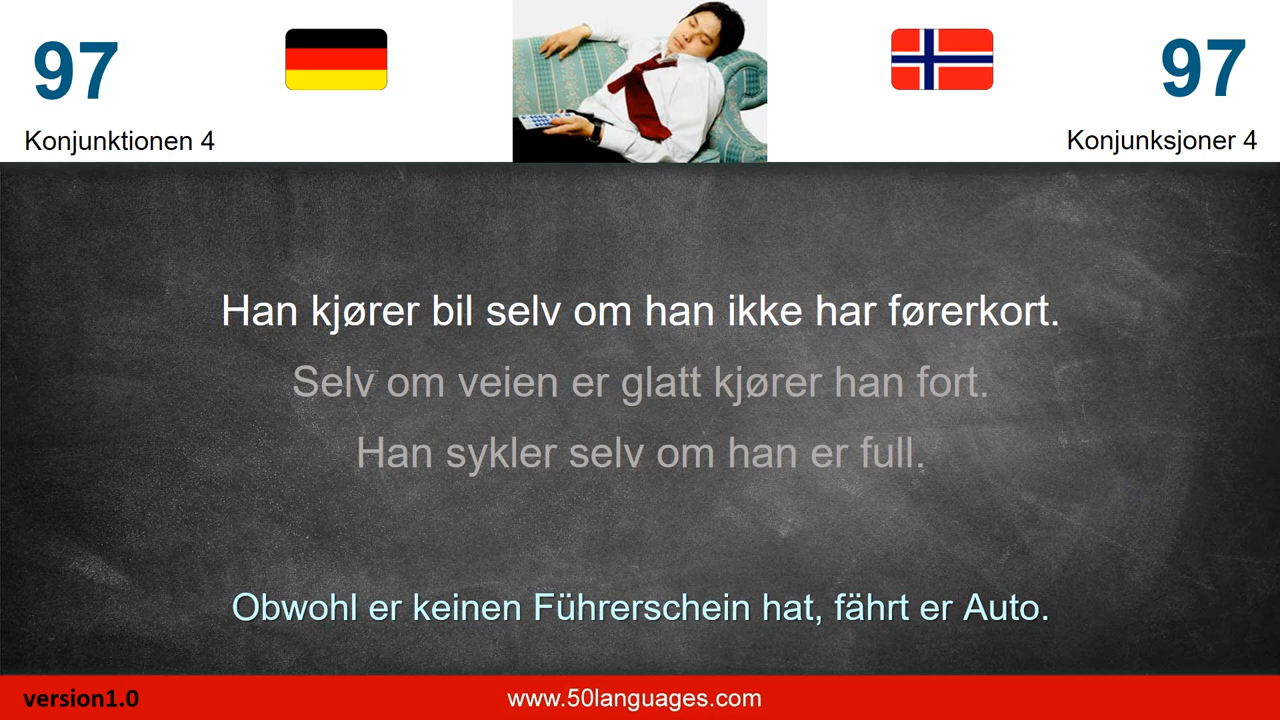 97
97
Konjunktionen 4
Konjunksjoner 4
Han kjører bil selv om han ikke har førerkort.
Selv om veien er glatt kjører han fort.
Han sykler selv om han er full.
Obwohl er keinen Führerschein hat, fährt er Auto.
version1.0
www.50languages.com